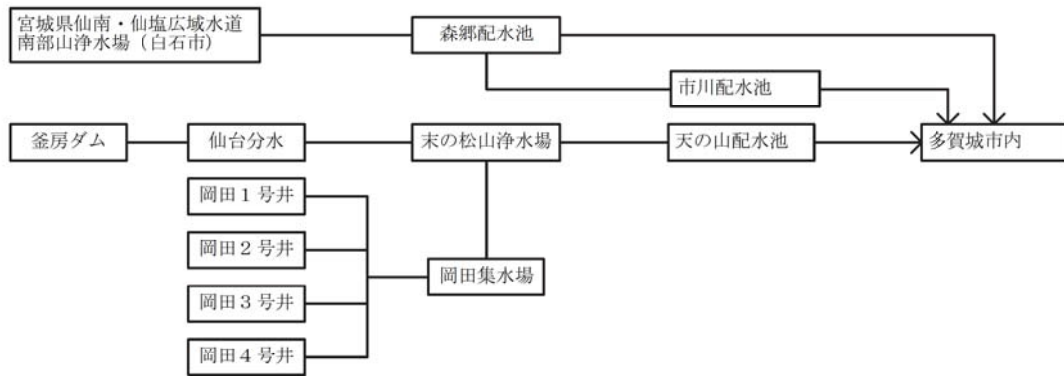 宮城県仙南・仙塩広域水道
南部山浄水場（白石市）
森郷配水池
市川配水池
釜房ダム
仙台分水
末の松山浄水場
天の山配水池
多賀城市内
岡田１号井
岡田２号井
岡田集水場
岡田３号井
岡田４号井